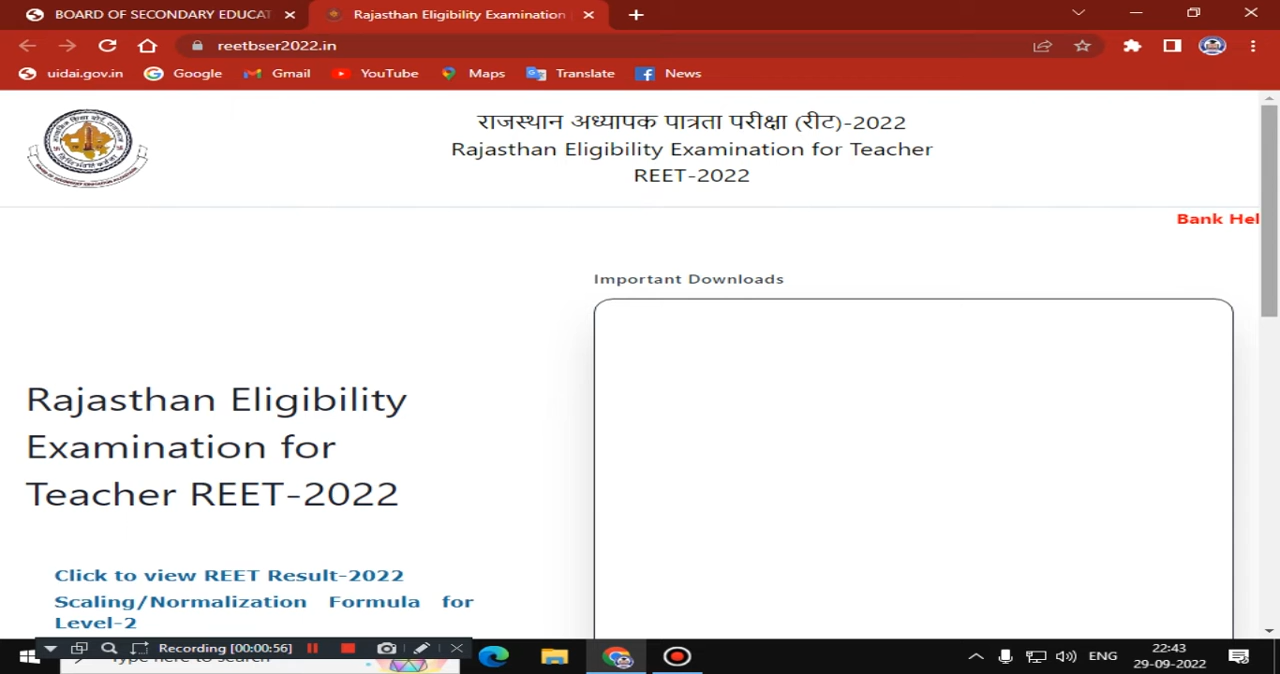 BOARD OF SECONDARY EDUCAT
Rajasthan Eligibility Examination
reetbser2022.in
uidai.gov.in
Google
Gmail
YouTube
Maps
Translate
News
राजस्थान अध्यापक पात्रता परीक्षा (रीट)-2022
Rajasthan Eligibility Examination for Teacher
REET-2022
Bank Hel
Important Downloads
Rajasthan Eligibility
Examination for
Teacher REET-2022
Click to view REET Result-2022
Scaling/Normalization Formula for
Level-2
Recording [00:00:56]
Type here to search
ENG
22:43
29-09-2022